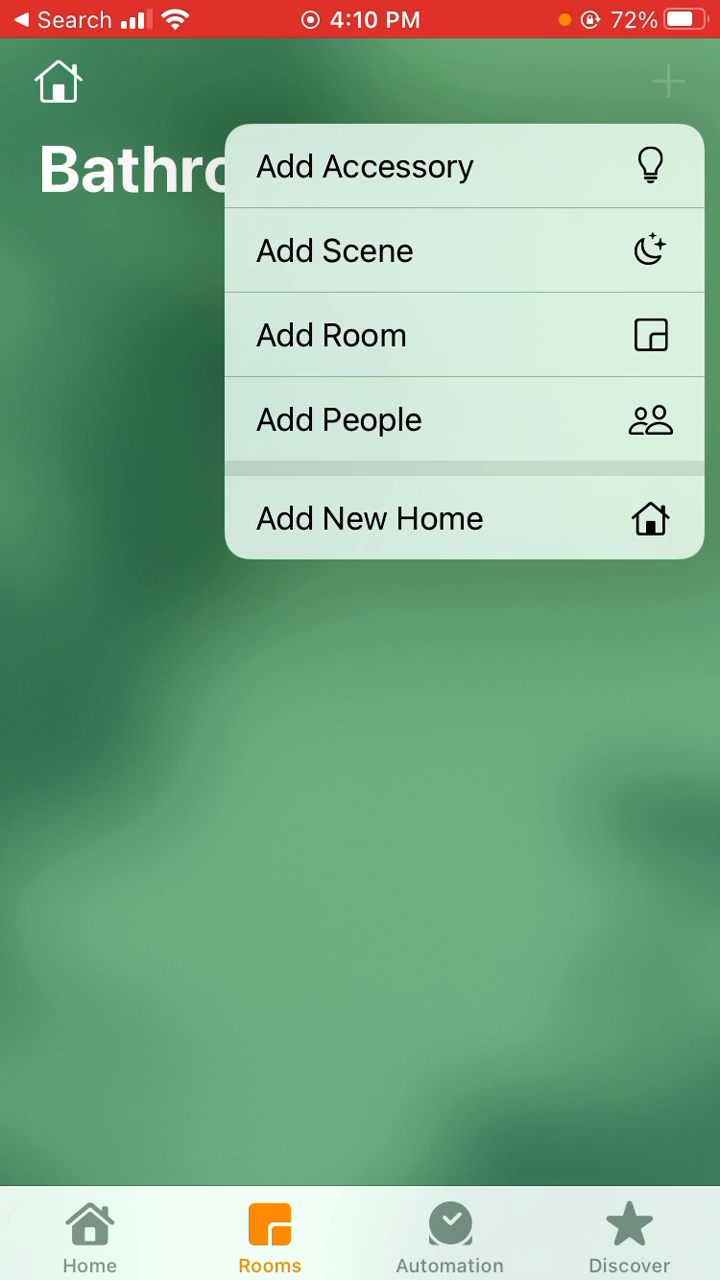 Search 4:10 PM 72%
Bathro
Add Accessory
Add Scene
Add Room
Add People
Add New Home
Home Rooms Automation Discover